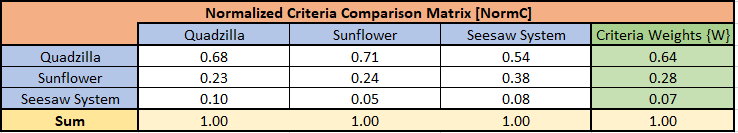 Normalized Criteria Comparison Matrix [NormC]
Quadzilla Sunflower Seesaw System Criteria Weights {W}
Quadzilla 0.68 0.71 0.54 0.64
Sunflower 0.23 0.24 0.38 0.28
Seesaw System 0.10 0.05 0.08 0.07
Sum 1.00 1.00 1.00 1.00